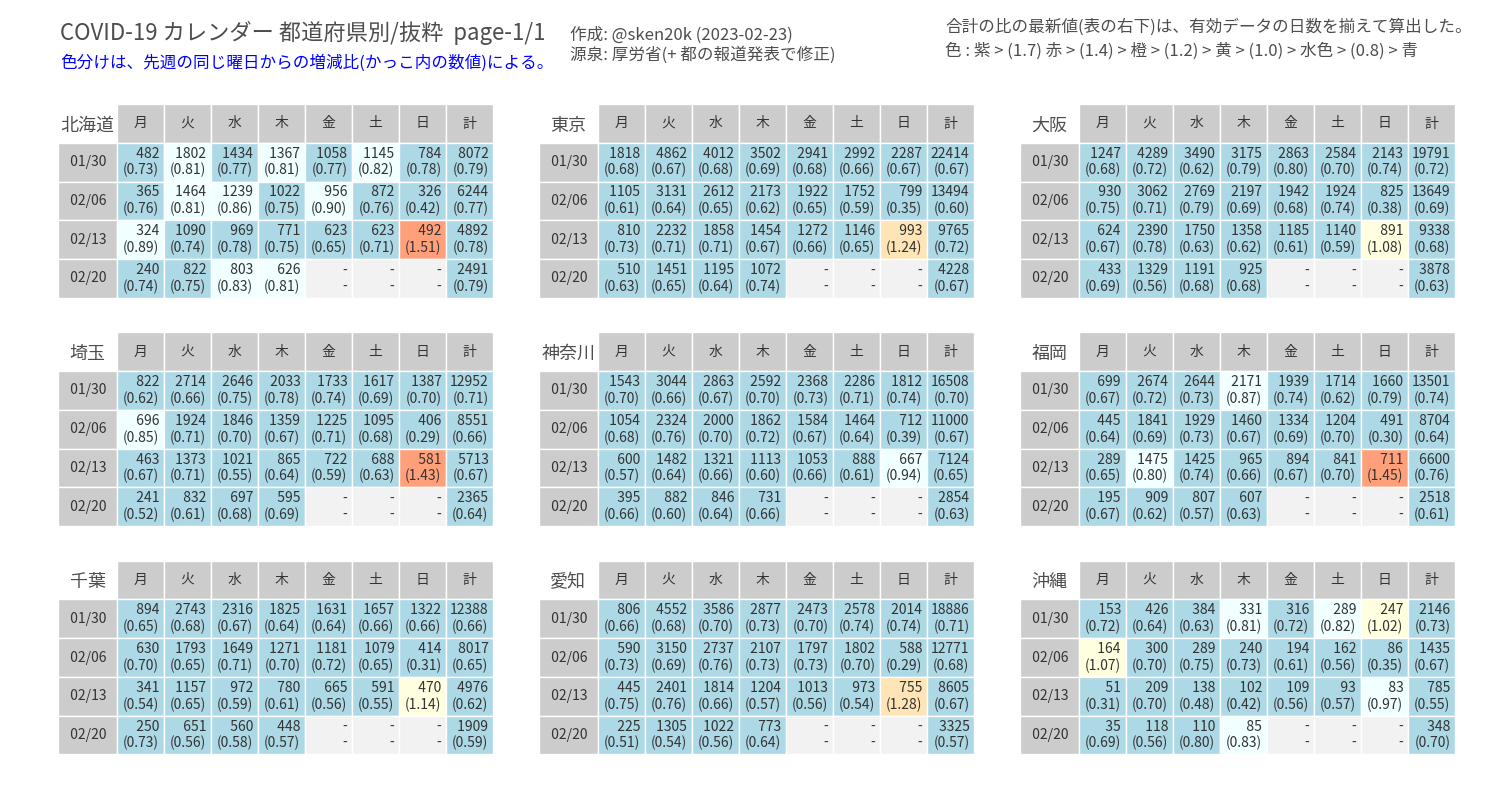 COVID-19 カレンダー 都道府県別/抜粋 page-1/1
色分けは、先週の同じ曜日からの増減比(かっこ内の数値)による。
作成: @sken20k (2023-02-23)
源泉: 厚労省(+ 都の報道発表で修正)
合計の比の最新値(表の右下)は、有効データの日数を揃えて算出した。
色 : 紫 > (1.7) 赤 > (1.4) 橙 > (1.2) > 黄 > (1.0) > 水色 > (0.8) > 青
北海道 月 火 水 木 金 土 日 計
01/30 482 1802 1434 1367 1058 1145 784 8072
(0.73) (0.81) (0.77) (0.81) (0.77) (0.82) (0.78) (0.79)
02/06 365 1464 1239 1022 956 872 326 6244
(0.76) (0.81) (0.86) (0.75) (0.90) (0.76) (0.42) (0.77)
02/13 324 1090 969 771 623 623 492 4892
(0.89) (0.74) (0.78) (0.75) (0.65) (0.71) (1.51) (0.78)
02/20 240 822 803 626 - - - 2491
(0.74) (0.75) (0.83) (0.81) - - - (0.79)
東京 月 火 水 木 金 土 日 計
01/30 1818 4862 4012 3502 2941 2992 2287 22414
(0.68) (0.67) (0.68) (0.69) (0.68) (0.66) (0.67) (0.67)
02/06 1105 3131 2612 2173 1922 1752 799 13494
(0.61) (0.64) (0.65) (0.62) (0.65) (0.59) (0.35) (0.60)
02/13 810 2232 1858 1454 1272 1146 993 9765
(0.73) (0.71) (0.71) (0.67) (0.66) (0.65) (1.24) (0.72)
02/20 510 1451 1195 1072 - - - 4228
(0.63) (0.65) (0.64) (0.74) - - - (0.67)
大阪 月 火 水 木 金 土 日 計
01/30 1247 4289 3490 3175 2863 2584 2143 19791
(0.68) (0.72) (0.62) (0.79) (0.80) (0.70) (0.74) (0.72)
02/06 930 3062 2769 2197 1942 1924 825 13649
(0.75) (0.71) (0.79) (0.69) (0.68) (0.74) (0.38) (0.69)
02/13 624 2390 1750 1358 1185 1140 891 9338
(0.67) (0.78) (0.63) (0.62) (0.61) (0.59) (1.08) (0.68)
02/20 433 1329 1191 925 - - - 3878
(0.69) (0.56) (0.68) (0.68) - - - (0.63)
埼玉 月 火 水 木 金 土 日 計
01/30 822 2714 2646 2033 1733 1617 1387 12952
(0.62) (0.66) (0.75) (0.78) (0.74) (0.69) (0.70) (0.71)
02/06 696 1924 1846 1359 1225 1095 406 8551
(0.85) (0.71) (0.70) (0.67) (0.71) (0.68) (0.29) (0.66)
02/13 463 1373 1021 865 722 688 581 5713
(0.67) (0.71) (0.55) (0.64) (0.59) (0.63) (1.43) (0.67)
02/20 241 832 697 595 - - - 2365
(0.52) (0.61) (0.68) (0.69) - - - (0.64)
神奈川 月 火 水 木 金 土 日 計
01/30 1543 3044 2863 2592 2368 2286 1812 16508
(0.70) (0.66) (0.67) (0.70) (0.73) (0.71) (0.74) (0.70)
02/06 1054 2324 2000 1862 1584 1464 712 11000
(0.68) (0.76) (0.70) (0.72) (0.67) (0.64) (0.39) (0.67)
02/13 600 1482 1321 1113 1053 888 667 7124
(0.57) (0.64) (0.66) (0.60) (0.66) (0.61) (0.94) (0.65)
02/20 395 882 846 731 - - - 2854
(0.66) (0.60) (0.64) (0.66) - - - (0.63)
福岡 月 火 水 木 金 土 日 計
01/30 699 2674 2644 2171 1939 1714 1660 13501
(0.67) (0.72) (0.73) (0.87) (0.74) (0.62) (0.79) (0.74)
02/06 445 1841 1929 1460 1334 1204 491 8704
(0.64) (0.69) (0.73) (0.67) (0.69) (0.70) (0.30) (0.64)
02/13 289 1475 1425 965 894 841 711 6600
(0.65) (0.80) (0.74) (0.66) (0.67) (0.70) (1.45) (0.76)
02/20 195 909 807 607 - - - 2518
(0.67) (0.62) (0.57) (0.63) - - - (0.61)
千葉 月 火 水 木 金 土 日 計
01/30 894 2743 2316 1825 1631 1657 1322 12388
(0.65) (0.68) (0.67) (0.64) (0.64) (0.66) (0.66) (0.66)
02/06 630 1793 1649 1271 1181 1079 414 8017
(0.70) (0.65) (0.71) (0.70) (0.72) (0.65) (0.31) (0.65)
02/13 341 1157 972 780 665 591 470 4976
(0.54) (0.65) (0.59) (0.61) (0.56) (0.55) (1.14) (0.62)
02/20 250 651 560 448 - - - 1909
(0.73) (0.56) (0.58) (0.57) - - - (0.59)
愛知 月 火 水 木 金 土 日 計
01/30 806 4552 3586 2877 2473 2578 2014 18886
(0.66) (0.68) (0.70) (0.73) (0.70) (0.74) (0.74) (0.71)
02/06 590 3150 2737 2107 1797 1802 588 12771
(0.73) (0.69) (0.76) (0.73) (0.73) (0.70) (0.29) (0.68)
02/13 445 2401 1814 1204 1013 973 755 8605
(0.75) (0.76) (0.66) (0.57) (0.56) (0.54) (1.28) (0.67)
02/20 225 1305 1022 773 - - - 3325
(0.51) (0.54) (0.56) (0.64) - - - (0.57)
沖縄 月 火 水 木 金 土 日 計
01/30 153 426 384 331 316 289 247 2146
(0.72) (0.64) (0.63) (0.81) (0.72) (0.82) (1.02) (0.73)
02/06 164 300 289 240 194 162 86 1435
(1.07) (0.70) (0.75) (0.73) (0.61) (0.56) (0.35) (0.67)
02/13 51 209 138 102 109 93 83 785
(0.31) (0.70) (0.48) (0.42) (0.56) (0.57) (0.97) (0.55)
02/20 35 118 110 85 - - - 348
(0.69) (0.56) (0.80) (0.83) - - - (0.70)